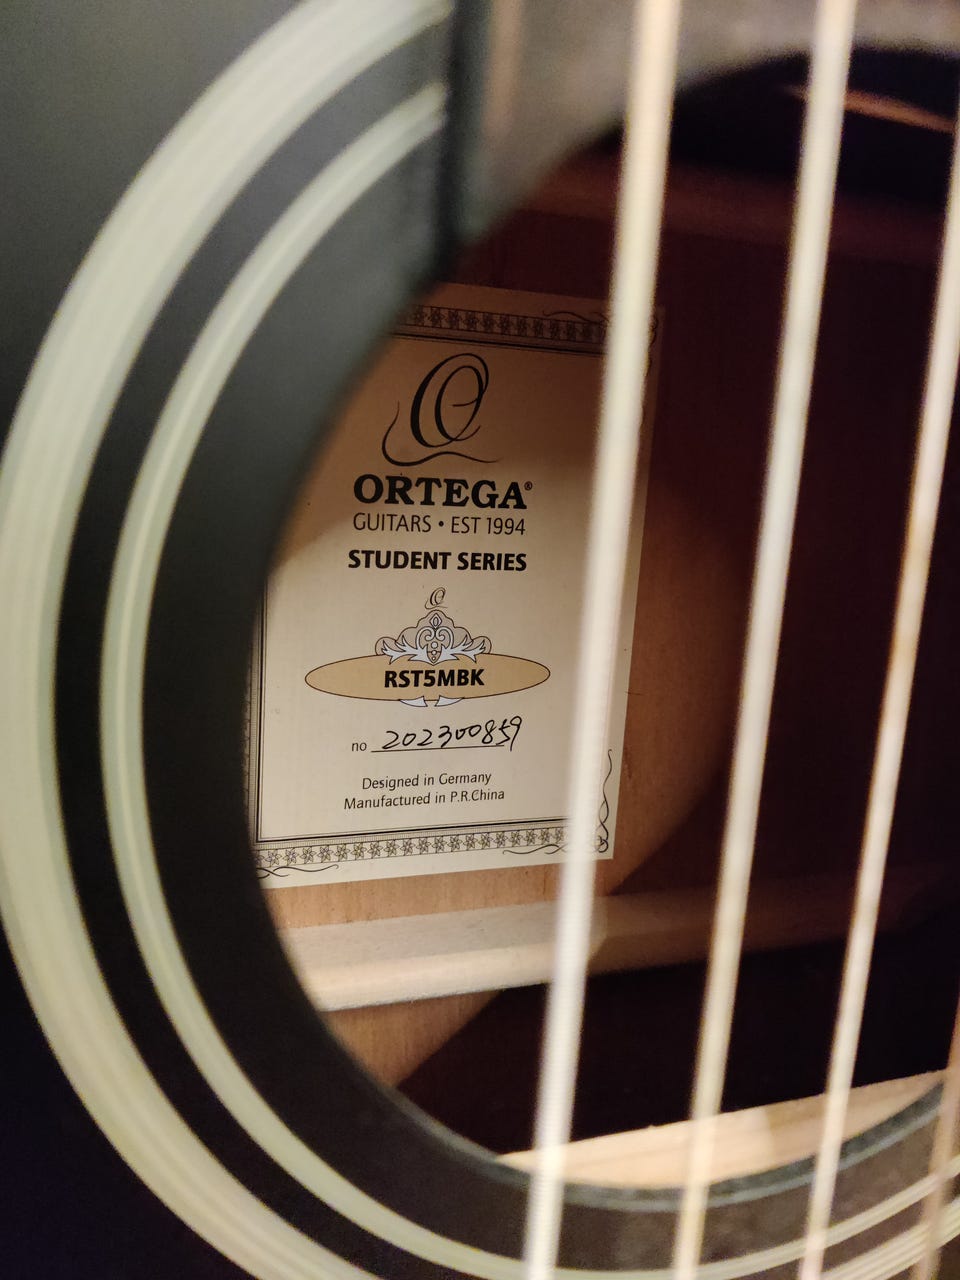 ORTEGA®
GUITARS • EST 1994
STUDENT SERIES
RST5MBK
no 202300859
Designed in Germany
Manufactured in P.R.China